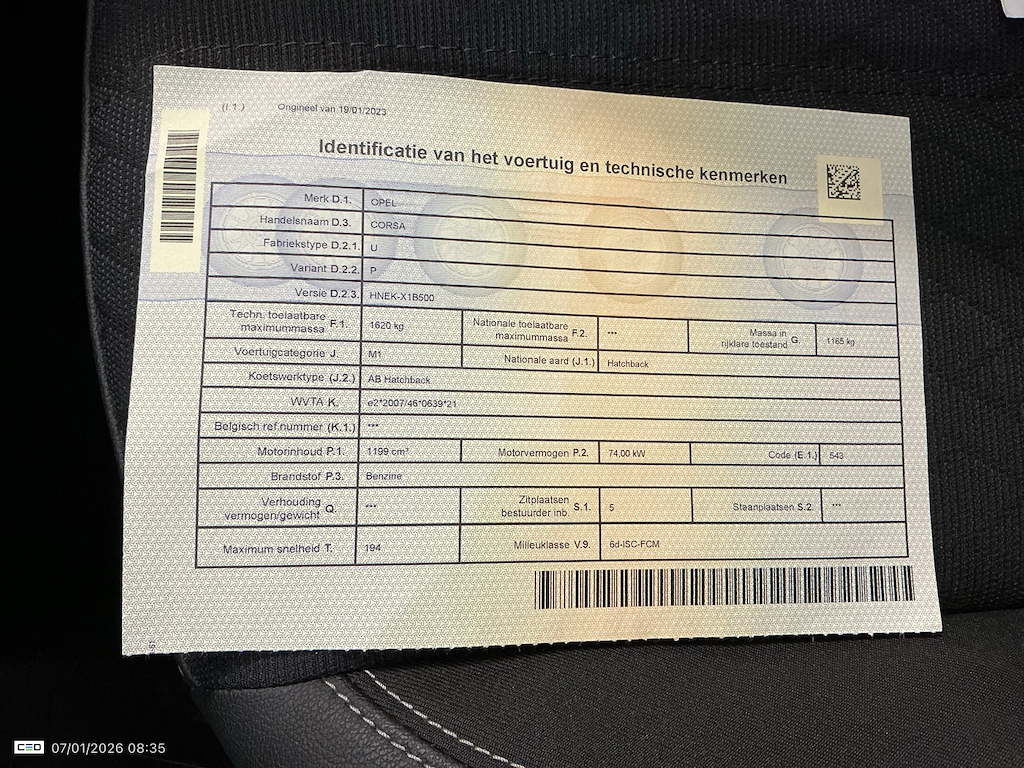 (I.1.) Origineel van 19/01/2023
Identificatie van het voertuig en technische kenmerken
Merk D.1. OPEL
Handelsnaam D.3. CORSA
Fabriekstype D.2.1. U
Variant D.2.2. P
Versie D.2.3. HNEK-X1B500
Techn. toelaatbare maximummassa F.1. 1620 kg Nationale toelaatbare maximummassa F.2. *** Massa in rijklare toestand G. 1165 kg
Voertuigcategorie J. M1 Nationale aard (J.1.) Hatchback
Koetswerktype (J.2.) AB Hatchback
WVTA K. e2*2007/46*0639*21
Belgisch ref.nummer (K.1.) ***
Motorinhoud P.1. 1199 cm³ Motorvermogen P.2. 74,00 kW Code (E.1.) 543
Brandstof P.3. Benzine
Verhouding vermogen/gewicht Q. *** Zitplaatsen bestuurder inb. S.1. 5 Staanplaatsen S.2. ***
Maximum snelheid T. 194 Milieuklasse V.9. 6d-ISC-FCM
CED 07/01/2026 08:35